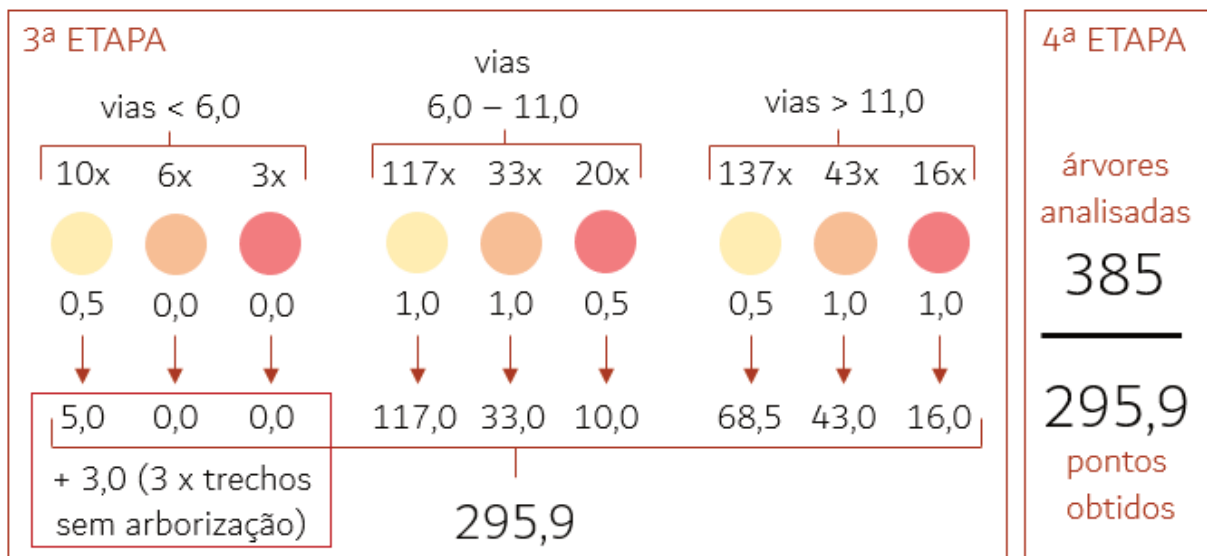 3ª ETAPA
vias < 6,0
vias
6,0 – 11,0
vias > 11,0
10x 6x 3x 117x 33x 20x 137x 43x 16x
0,5 0,0 0,0 1,0 1,0 0,5 0,5 1,0 1,0
5,0 0,0 0,0 117,0 33,0 10,0 68,5 43,0 16,0
+ 3,0 (3 x trechos
sem arborização)
295,9
4ª ETAPA
árvores
analisadas
385
295,9
pontos
obtidos